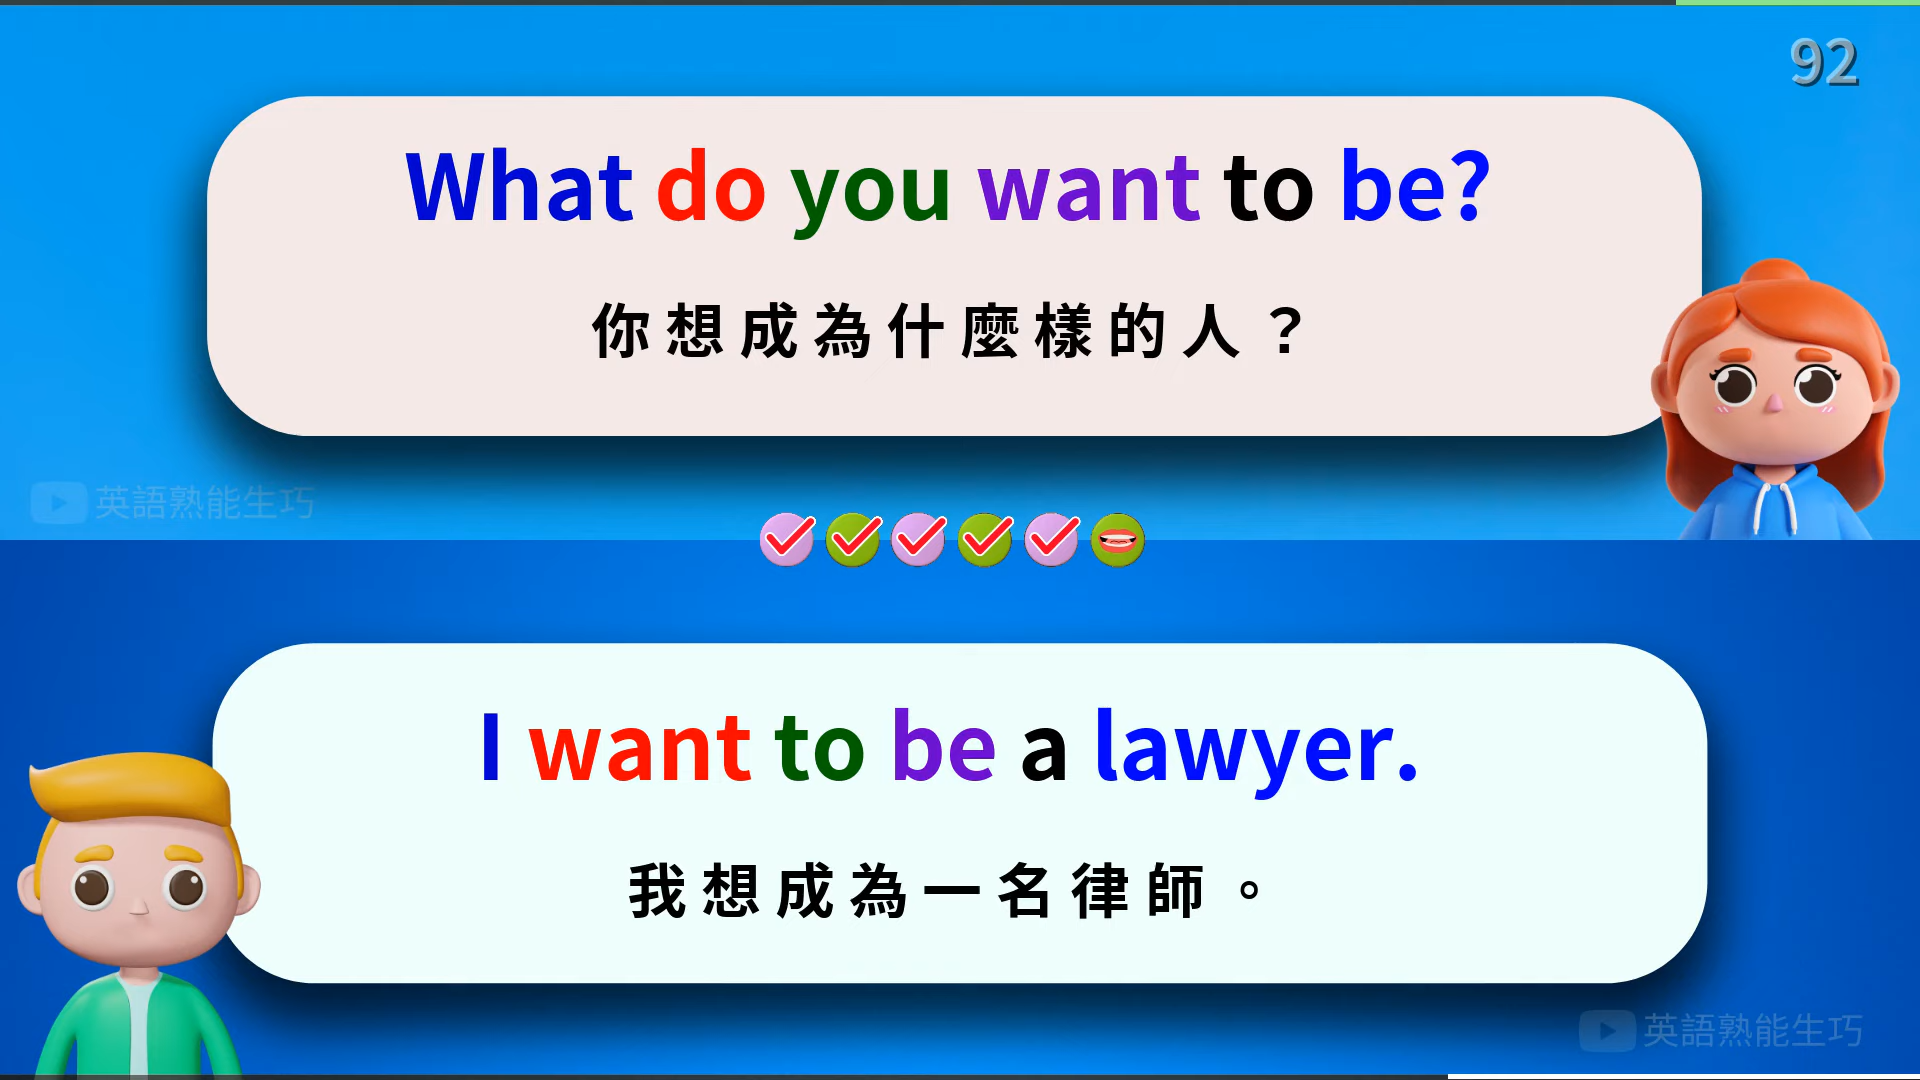 92
What do you want to be?
你想成為什麼樣的人？
英語熟能生巧
I want to be a lawyer.
我想成為一名律師。
英語熟能生巧